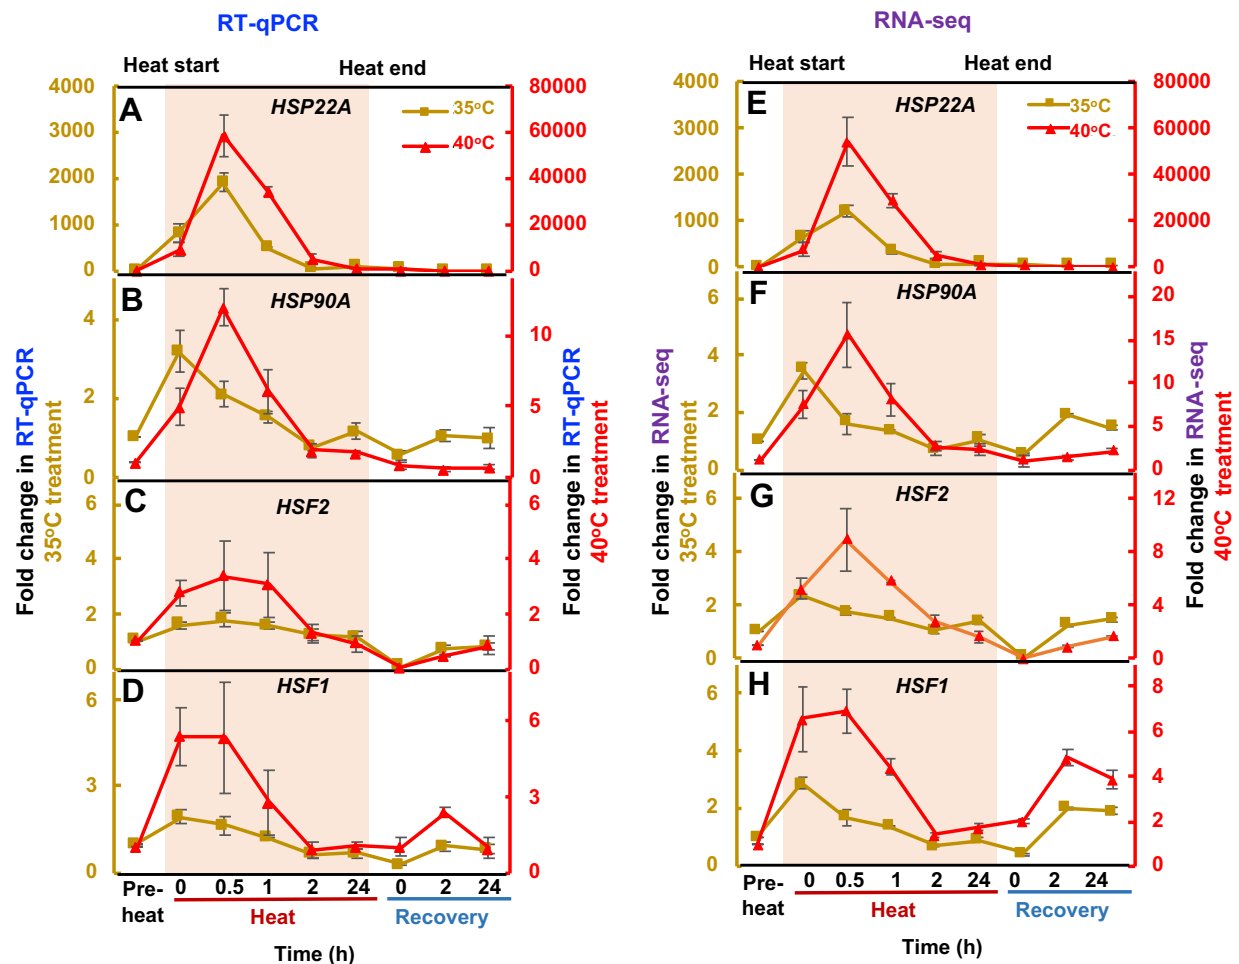 RT-qPCR
RNA-seq
Heat start
Heat end
Heat start
Heat end
A
HSP22A
35°C
40°C
4000
3000
2000
1000
0
80000
60000
40000
20000
0
E
HSP22A
35°C
40°C
4000
3000
2000
1000
0
80000
60000
40000
20000
0
B
HSP90A
4
2
0
10
5
0
F
HSP90A
6
4
2
0
20
15
10
5
0
C
HSF2
6
4
2
0
6
4
2
0
G
HSF2
6
4
2
0
12
8
4
0
D
HSF1
6
3
0
6
3
0
H
HSF1
6
4
2
0
8
6
4
2
0
Fold change in RT-qPCR
35°C treatment
Fold change in RT-qPCR
40°C treatment
Fold change in RNA-seq
35°C treatment
Fold change in RNA-seq
40°C treatment
Pre-heat
0 0.5 1 2 24 0 2 24
Heat
Recovery
Time (h)
Pre-heat
0 0.5 1 2 24 0 2 24
Heat
Recovery
Time (h)